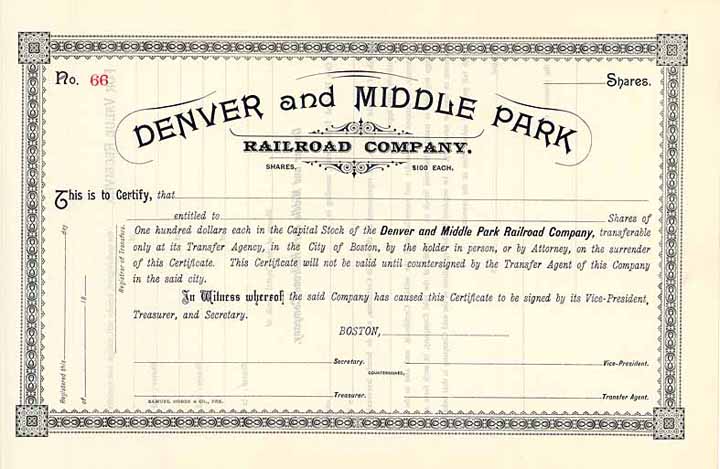 No. 66 Shares.
DENVER and MIDDLE PARK
RAILROAD COMPANY.
SHARES, $100 EACH.
This is to Certify, that
entitled to Shares of
One hundred dollars each in the Capital Stock of the Denver and Middle Park Railroad Company, transferable
only at its Transfer Agency, in the City of Boston, by the holder in person, or by Attorney, on the surrender
of this Certificate. This Certificate will not be valid until countersigned by the Transfer Agent of this Company
in the said city.
In Witness whereof, the said Company has caused this Certificate to be signed by its Vice-President,
Treasurer, and Secretary.
BOSTON,
Secretary. Vice-President.
COUNTERSIGNED,
Treasurer. Transfer Agent.
Registered this day
of 18
Registrar of Transfers.